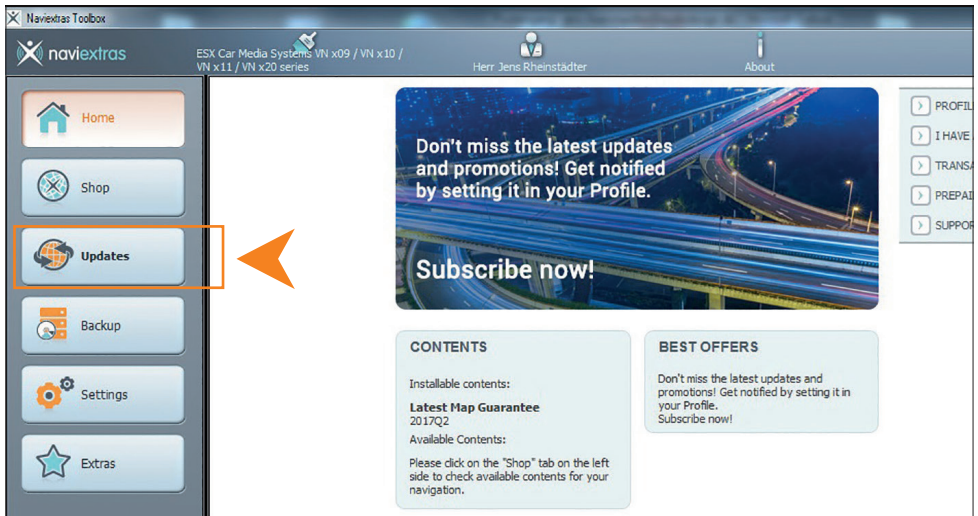 Naviextras Toolbox
naviextras
ESX Car Media Systems VN x09 / VN x10 /
VN x11 / VN x20 series
Herr Jens Rheinstädter
About
Home
Shop
Updates
Backup
Settings
Extras
Don't miss the latest updates
and promotions! Get notified
by setting it in your Profile.
Subscribe now!
PROFIL
I HAVE
TRANSA
PREPAI
SUPPOR
CONTENTS
Installable contents:
Latest Map Guarantee
2017Q2
Available Contents:
Please click on the "Shop" tab on the left
side to check available contents for your
navigation.
BEST OFFERS
Don't miss the latest updates and
promotions! Get notified by setting it in
your Profile.
Subscribe now!